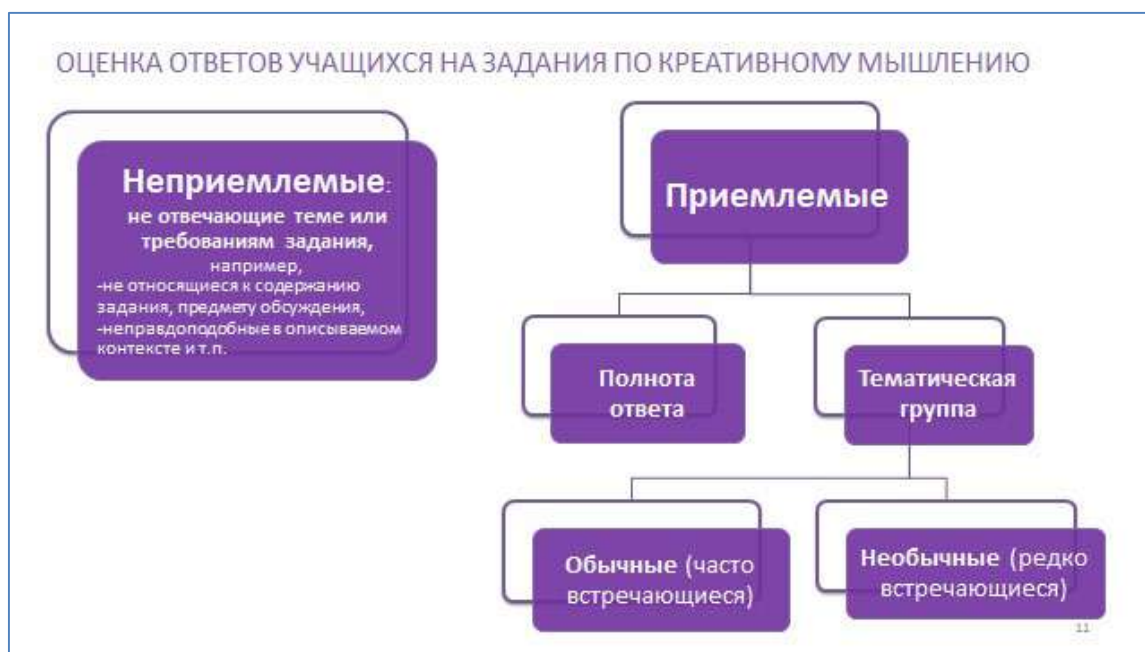 ОЦЕНКА ОТВЕТОВ УЧАЩИХСЯ НА ЗАДАНИЯ ПО КРЕАТИВНОМУ МЫШЛЕНИЮ
Неприемлемые:
не отвечающие теме или
требованиям задания,
например,
-не относящиеся к содержанию
задания, предмету обсуждения,
-неправдоподобные в описываемом
контексте и т.п.
Приемлемые
Полнота
ответа
Тематическая
группа
Обычные (часто
встречающиеся)
Необычные (редко
встречающиеся)
11